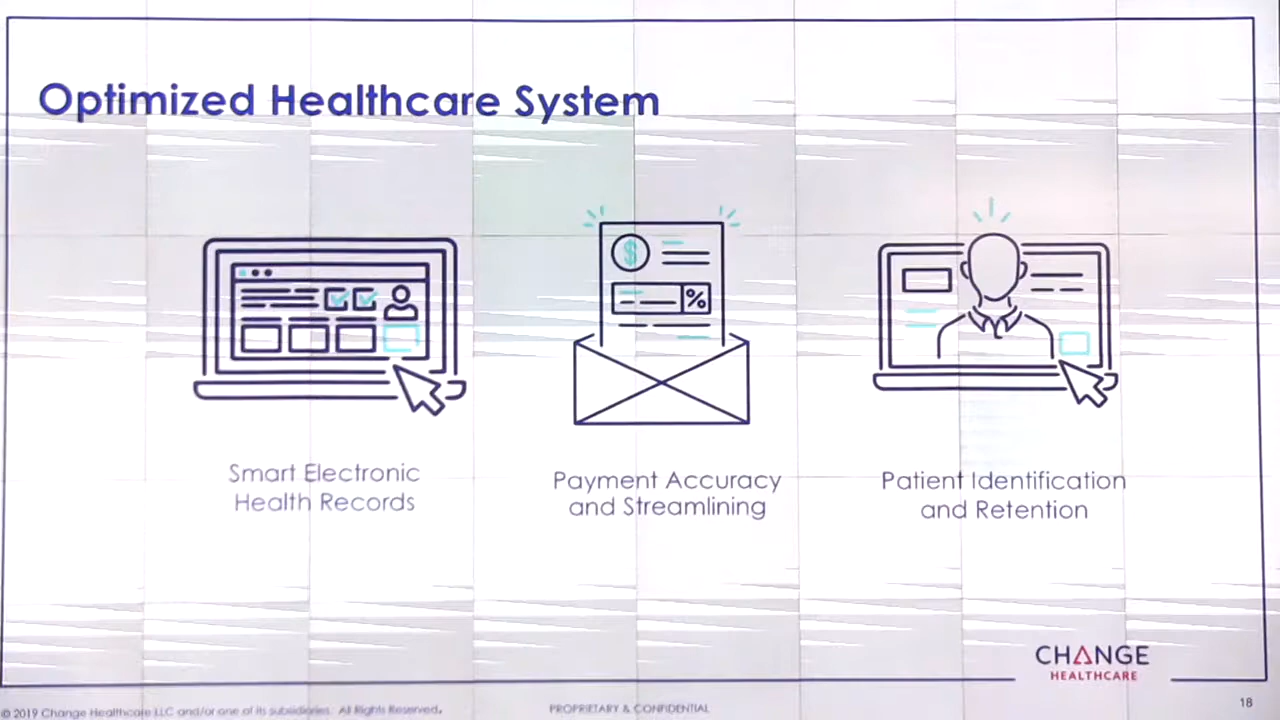 Optimized Healthcare System
$
%
Smart Electronic
Health Records
Payment Accuracy
and Streamlining
Patient Identification
and Retention
CHANGE
HEALTHCARE
© 2019 Change Healthcare LLC and/or one of its subsidiaries. All Rights Reserved.
PROPRIETARY & CONFIDENTIAL
18